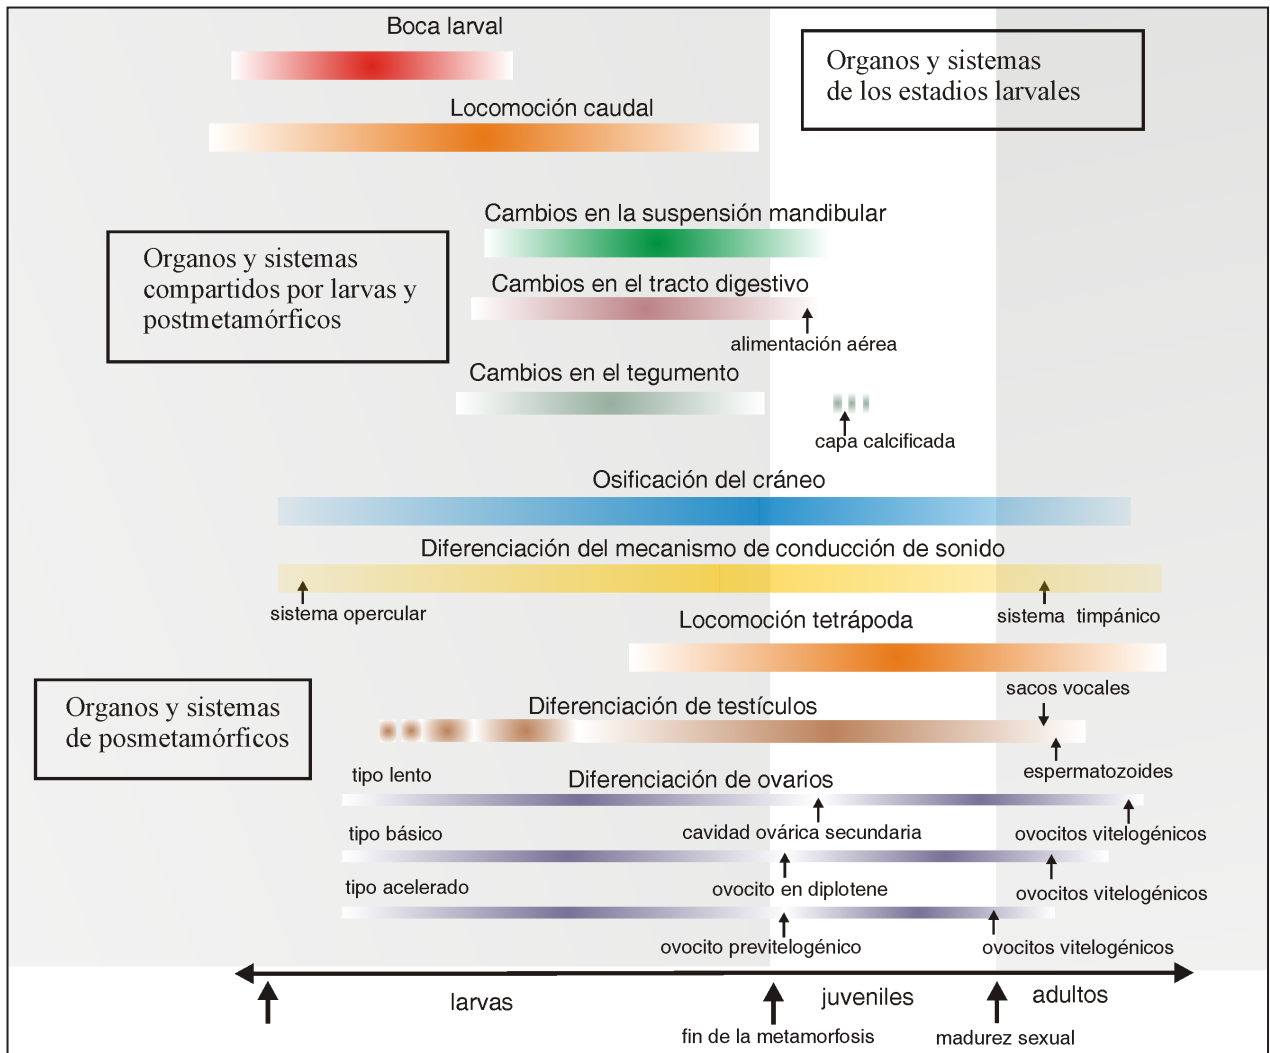 Boca larval
Organos y sistemas
de los estadios larvales
Locomoción caudal
Cambios en la suspensión mandibular
Organos y sistemas
compartidos por larvas y
postmetamórficos
Cambios en el tracto digestivo
alimentación aérea
Cambios en el tegumento
capa calcificada
Osificación del cráneo
Diferenciación del mecanismo de conducción de sonido
sistema opercular
sistema timpánico
Locomoción tetrápoda
sacos vocales
Organos y sistemas
de posmetamórficos
Diferenciación de testículos
espermatozoides
tipo lento
Diferenciación de ovarios
tipo básico
cavidad ovárica secundaria
ovocitos vitelogénicos
tipo acelerado
ovocito en diplotene
ovocitos vitelogénicos
ovocito previtelogénico
ovocitos vitelogénicos
larvas
juveniles
adultos
fin de la metamorfosis
madurez sexual